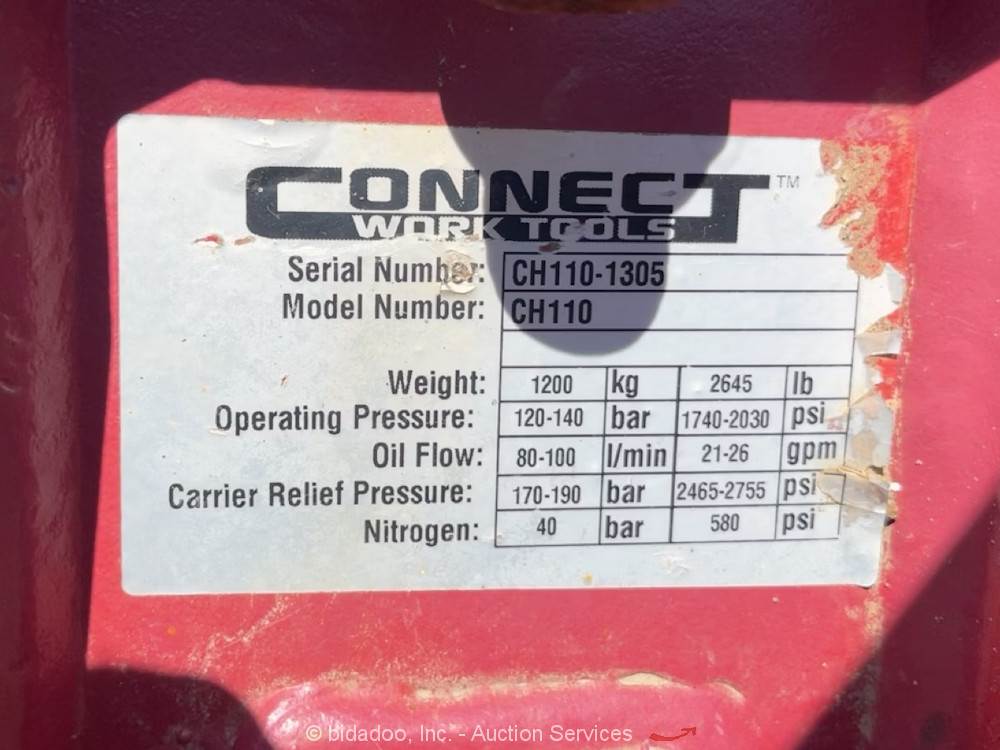 CONNECT™
WORK TOOLS
Serial Number: CH110-1305
Model Number: CH110
Weight: 1200 kg 2645 lb
Operating Pressure: 120-140 bar 1740-2030 psi
Oil Flow: 80-100 l/min 21-26 gpm
Carrier Relief Pressure: 170-190 bar 2465-2755 psi
Nitrogen: 40 bar 580 psi
© bidadoo, Inc. - Auction Services